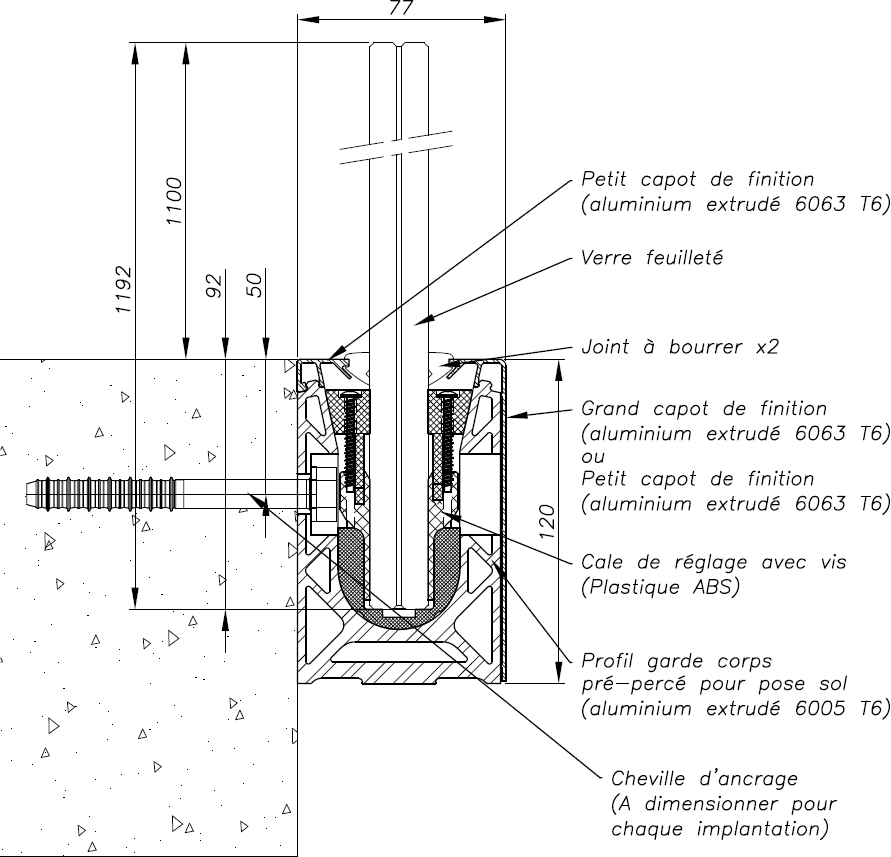 77
1100
1192
92
50
Petit capot de finition
(aluminium extrudé 6063 T6)
Verre feuilleté
Joint à bourrer x2
Grand capot de finition
(aluminium extrudé 6063 T6)
ou
Petit capot de finition
(aluminium extrudé 6063 T6)
120
Cale de réglage avec vis
(Plastique ABS)
Profil garde corps
pré-percé pour pose sol
(aluminium extrudé 6005 T6)
Cheville d'ancrage
(A dimensionner pour
chaque implantation)